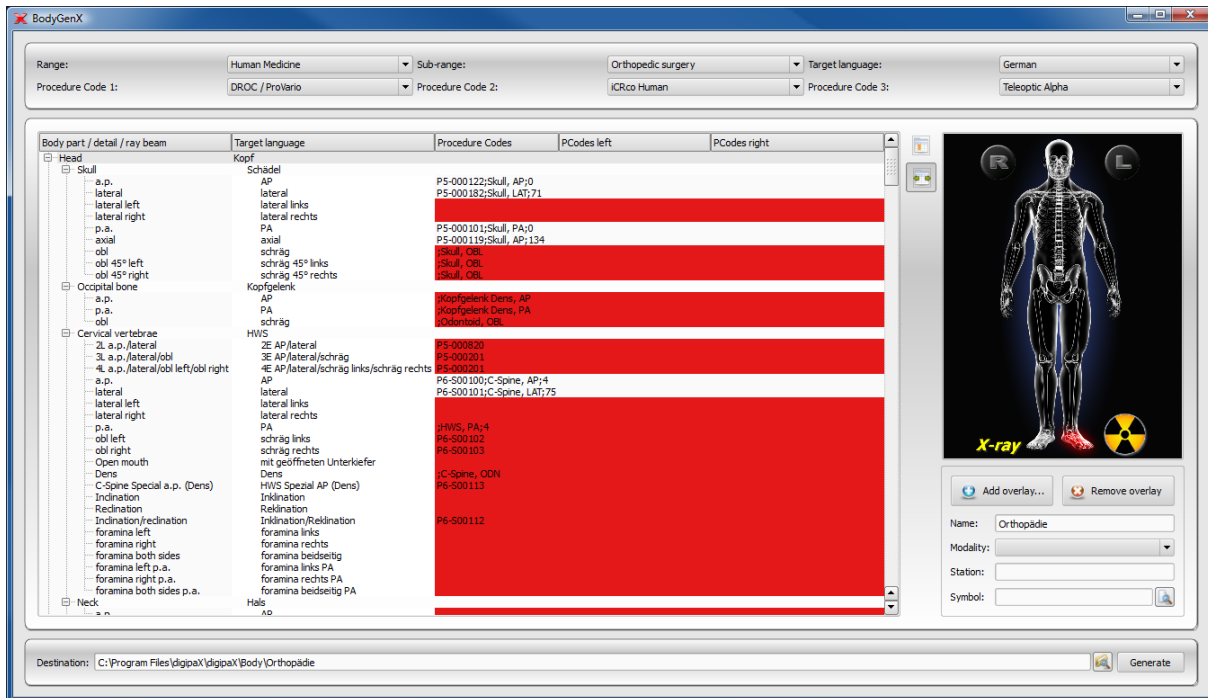 BodyGenX
Range: Human Medicine Sub-range: Orthopedic surgery Target language: German
Procedure Code 1: DROC / ProVario Procedure Code 2: iCRco Human Procedure Code 3: Teleoptic Alpha
Body part / detail / ray beam Target language Procedure Codes PCodes left PCodes right
Head Kopf
Skull Schädel
a.p. AP P5-000122;Skull, AP;0
lateral lateral P5-000182;Skull, LAT;71
lateral left lateral links
lateral right lateral rechts
p.a. PA P5-000101;Skull, PA;0
axial axial P5-000119;Skull, AP;134
obl schräg ;Skull, OBL
obl 45° left schräg 45° links ;Skull, OBL
obl 45° right schräg 45° rechts ;Skull, OBL
Occipital bone Kopfgelenk
a.p. AP ;Kopfgelenk Dens, AP
p.a. PA ;Kopfgelenk Dens, PA
obl schräg ;Odontoid, OBL
Cervical vertebrae HWS
2L a.p./lateral 2E AP/lateral P5-000820
3L a.p./lateral/obl 3E AP/lateral/schräg P5-000201
4L a.p./lateral/obl left/obl right 4E AP/lateral/schräg links/schräg rechts P5-000201
a.p. AP P6-S00100;C-Spine, AP;4
lateral lateral P6-S00101;C-Spine, LAT;75
lateral left lateral links
lateral right lateral rechts
p.a. PA ;HWS, PA;4
obl left schräg links P6-S00102
obl right schräg rechts P6-S00103
Open mouth mit geöffneten Unterkiefer
Dens Dens ;C-Spine, ODN
C-Spine Special a.p. (Dens) HWS Spezial AP (Dens) P6-S00113
Inclination Inklination
Reclination Reklination
Inclination/reclination Inklination/Reklination P6-S00112
foramina left foramina links
foramina right foramina rechts
foramina both sides foramina beidseitig
foramina left p.a. foramina links PA
foramina right p.a. foramina rechts PA
foramina both sides p.a. foramina beidseitig PA
Neck Hals
a.p. AP
R L
X-ray
Add overlay... Remove overlay
Name: Orthopädie
Modality:
Station:
Symbol:
Destination: C:\Program Files\digipaX\digipaX\Body\Orthopädie Generate